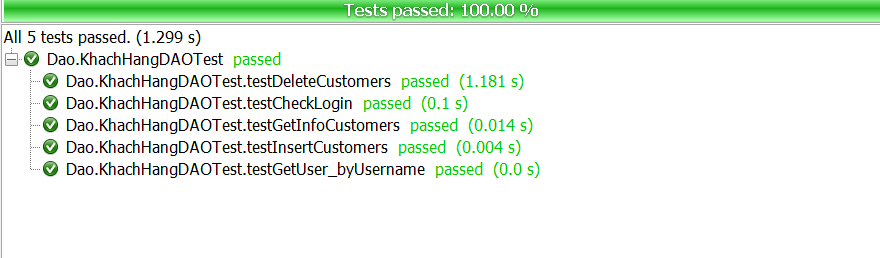 Tests passed: 100.00 %
All 5 tests passed. (1.299 s)
Dao.KhachHangDAOTest passed
Dao.KhachHangDAOTest.testDeleteCustomers passed (1.181 s)
Dao.KhachHangDAOTest.testCheckLogin passed (0.1 s)
Dao.KhachHangDAOTest.testGetInfoCustomers passed (0.014 s)
Dao.KhachHangDAOTest.testInsertCustomers passed (0.004 s)
Dao.KhachHangDAOTest.testGetUser_byUsername passed (0.0 s)